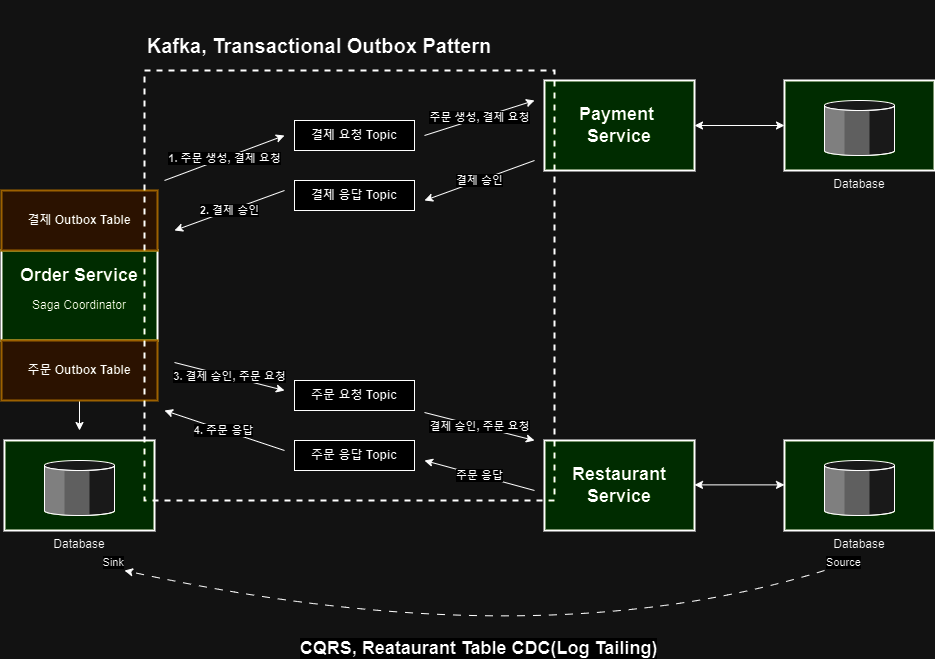 Kafka, Transactional Outbox Pattern
결제 요청 Topic
주문 생성, 결제 요청
Payment
Service
1. 주문 생성, 결제 요청
결제 응답 Topic
결제 승인
2. 결제 승인
Database
결제 Outbox Table
Order Service
Saga Coordinator
주문 Outbox Table
3. 결제 승인, 주문 요청
주문 요청 Topic
결제 승인, 주문 요청
4. 주문 응답
주문 응답 Topic
주문 응답
Restaurant
Service
Database
Database
Sink
Source
CQRS, Reataurant Table CDC(Log Tailing)